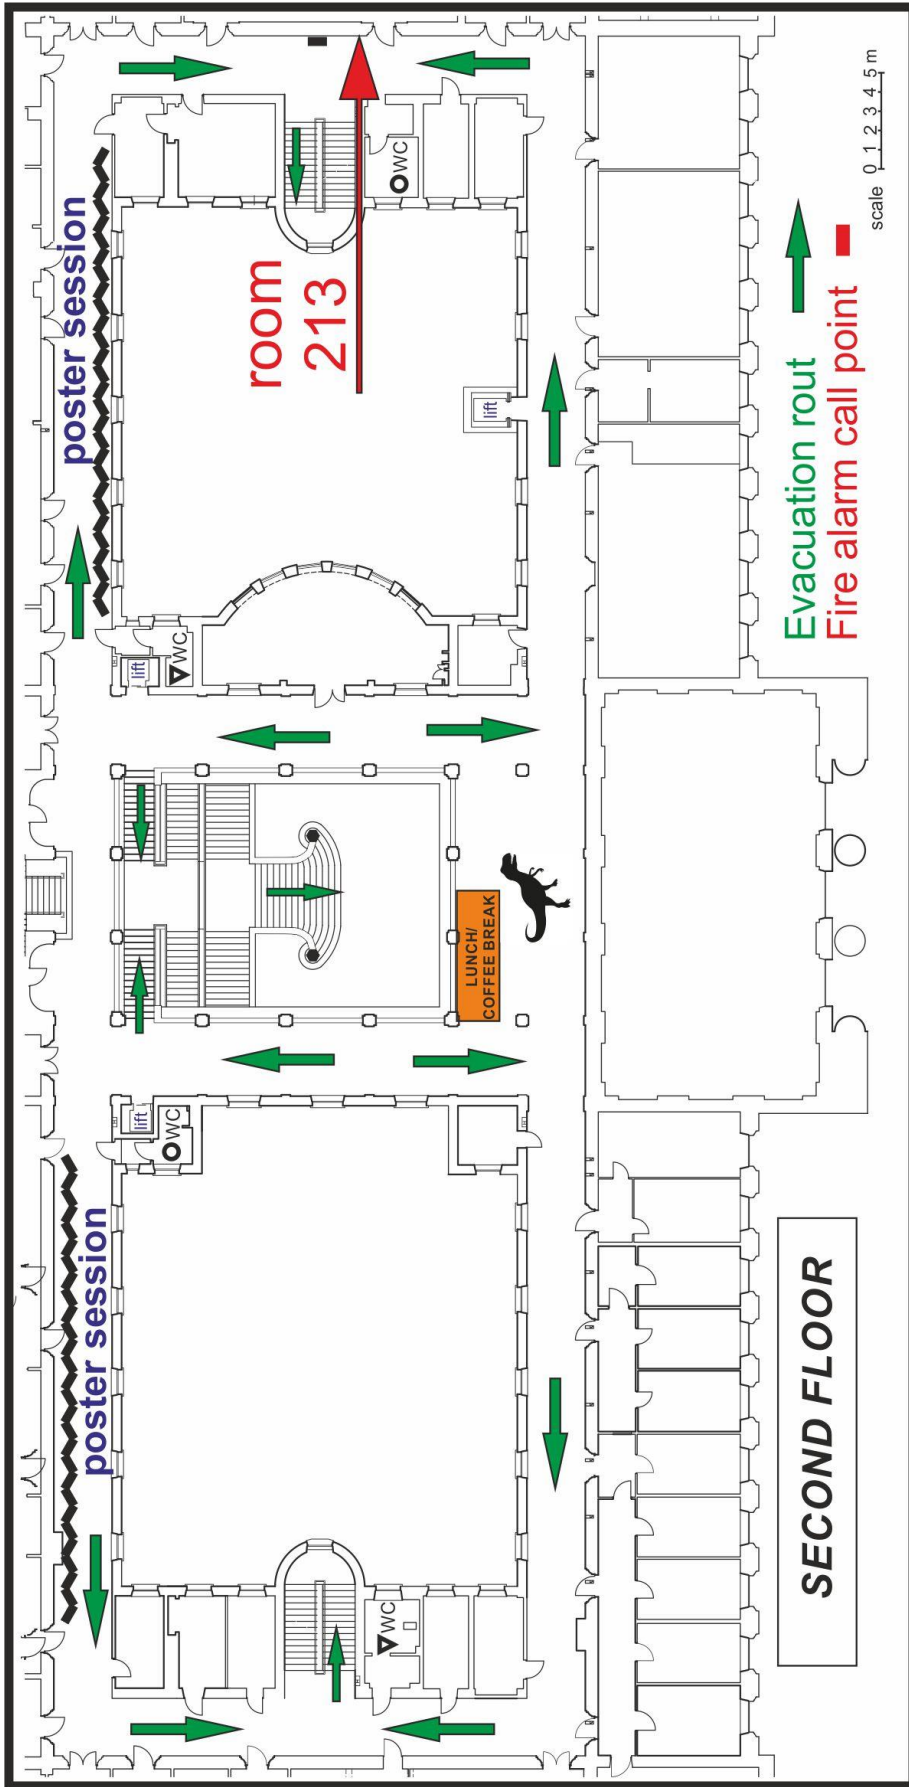 poster session
poster session
room
213
WC
lift
lift
WC
LUNCH/
COFFEE BREAK
lift
WC
WC
SECOND FLOOR
Evacuation rout
Fire alarm call point
scale
0 1 2 3 4 5 m